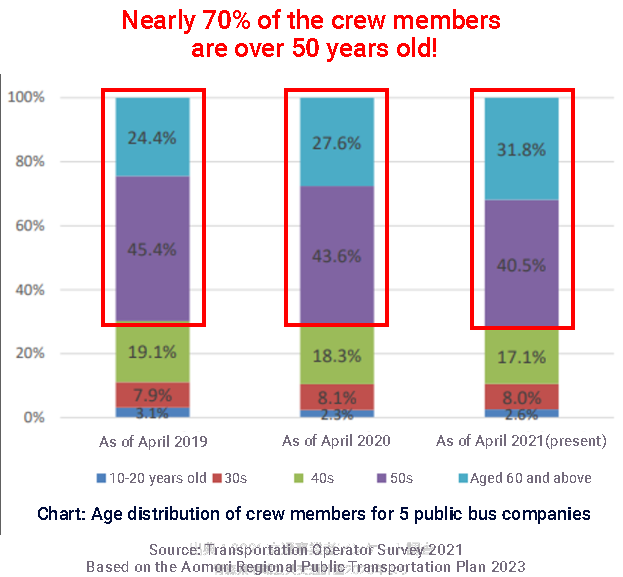 Nearly 70% of the crew members
are over 50 years old!
100%
80%
60%
40%
20%
0%
24.4%
27.6%
31.8%
45.4%
43.6%
40.5%
19.1%
18.3%
17.1%
7.9%
8.1%
8.0%
3.1%
2.3%
2.6%
As of April 2019
As of April 2020
As of April 2021(present)
10-20 years old 30s 40s 50s Aged 60 and above
Chart: Age distribution of crew members for 5 public bus companies
Source: Transportation Operator Survey 2021
Based on the Aomori Regional Public Transportation Plan 2023